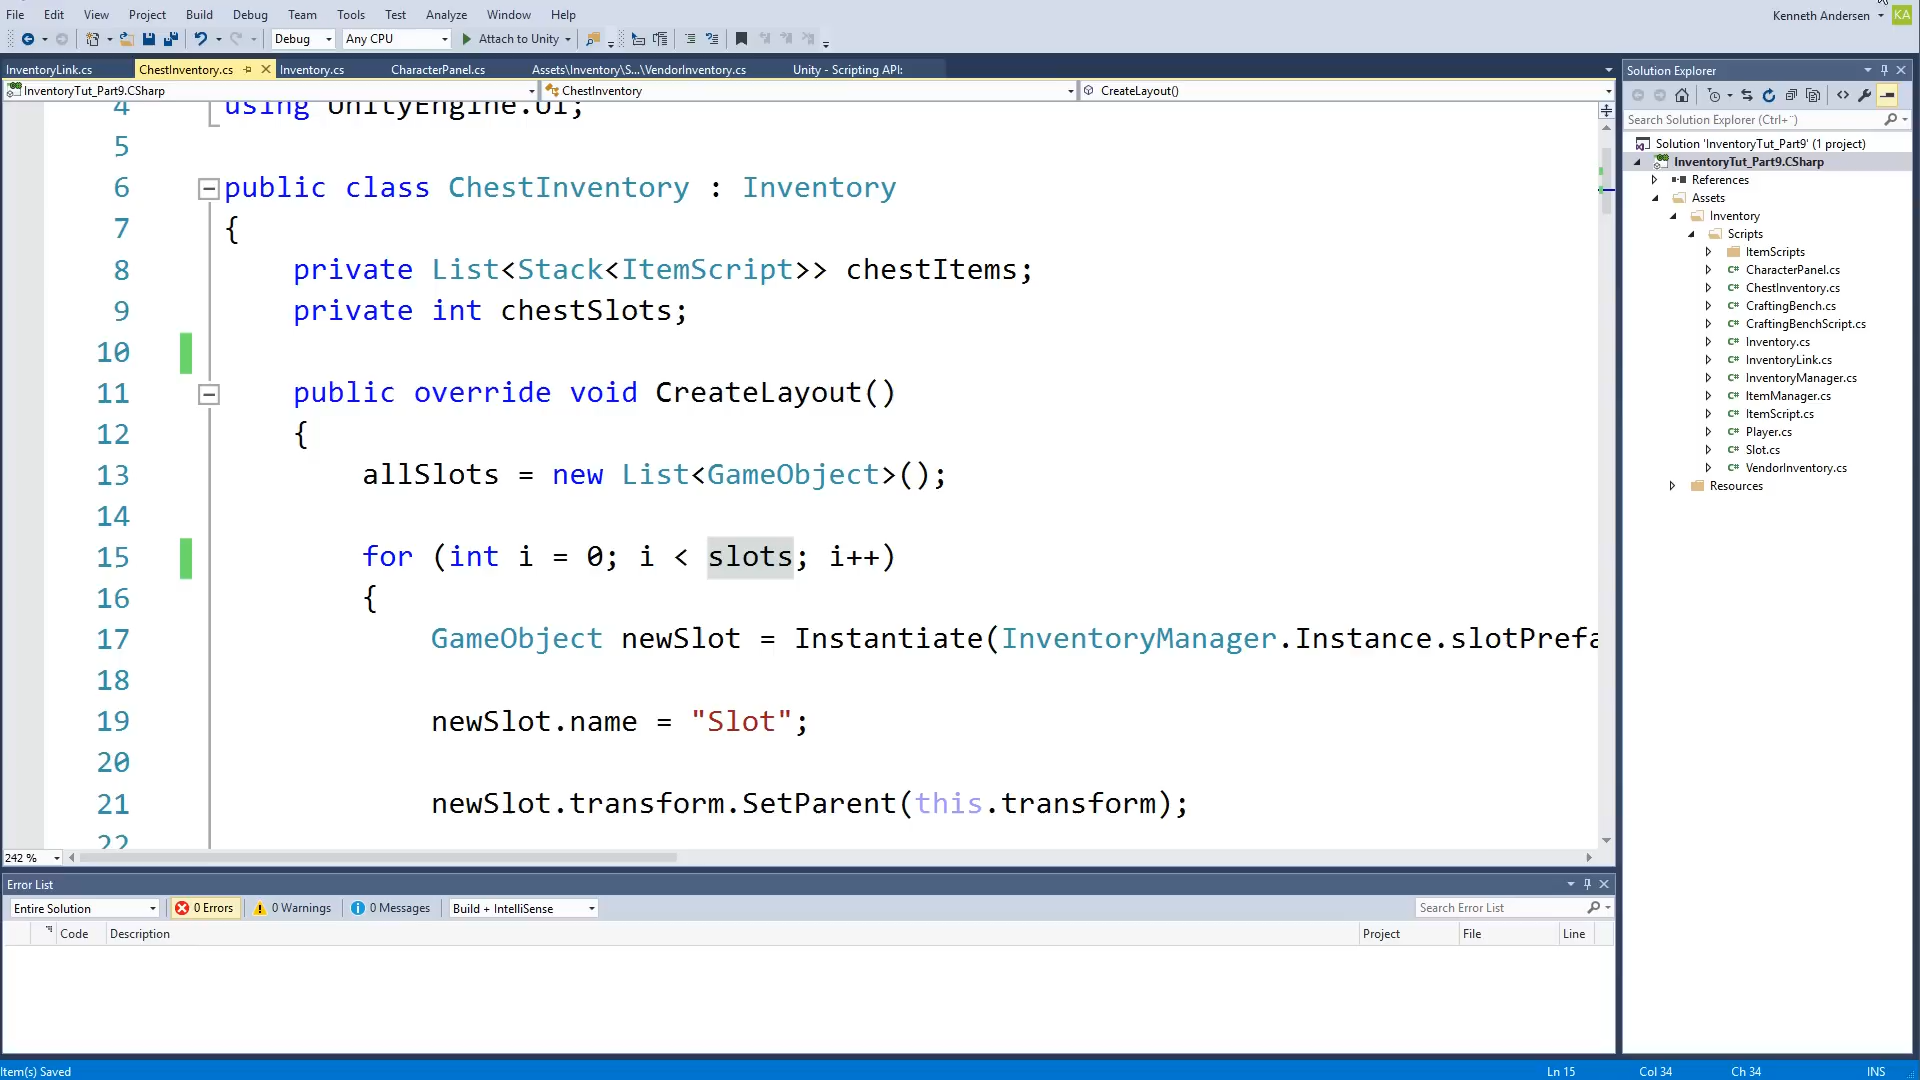 File Edit View Project Build Debug Team Tools Test Analyze Window Help
Kenneth Andersen KA
Debug Any CPU Attach to Unity
InventoryLink.cs ChestInventory.cs Inventory.cs CharacterPanel.cs Assets\Inventory\S...\VendorInventory.cs Unity - Scripting API:
InventoryTut_Part9.CSharp ChestInventory CreateLayout()
4 using UnityEngine.UI;
5
6 public class ChestInventory : Inventory
7 {
8 private List<Stack<ItemScript>> chestItems;
9 private int chestSlots;
10
11 public override void CreateLayout()
12 {
13 allSlots = new List<GameObject>();
14
15 for (int i = 0; i < slots; i++)
16 {
17 GameObject newSlot = Instantiate(InventoryManager.Instance.slotPrefa
18
19 newSlot.name = "Slot";
20
21 newSlot.transform.SetParent(this.transform);
22
242 %
Solution Explorer
Search Solution Explorer (Ctrl+¨)
Solution 'InventoryTut_Part9' (1 project)
InventoryTut_Part9.CSharp
References
Assets
Inventory
Scripts
ItemScripts
C# CharacterPanel.cs
C# ChestInventory.cs
C# CraftingBench.cs
C# CraftingBenchScript.cs
C# Inventory.cs
C# InventoryLink.cs
C# InventoryManager.cs
C# ItemManager.cs
C# ItemScript.cs
C# Player.cs
C# Slot.cs
C# VendorInventory.cs
Resources
Error List
Entire Solution 0 Errors 0 Warnings 0 Messages Build + IntelliSense Search Error List
Code Description Project File Line
Item(s) Saved Ln 15 Col 34 Ch 34 INS